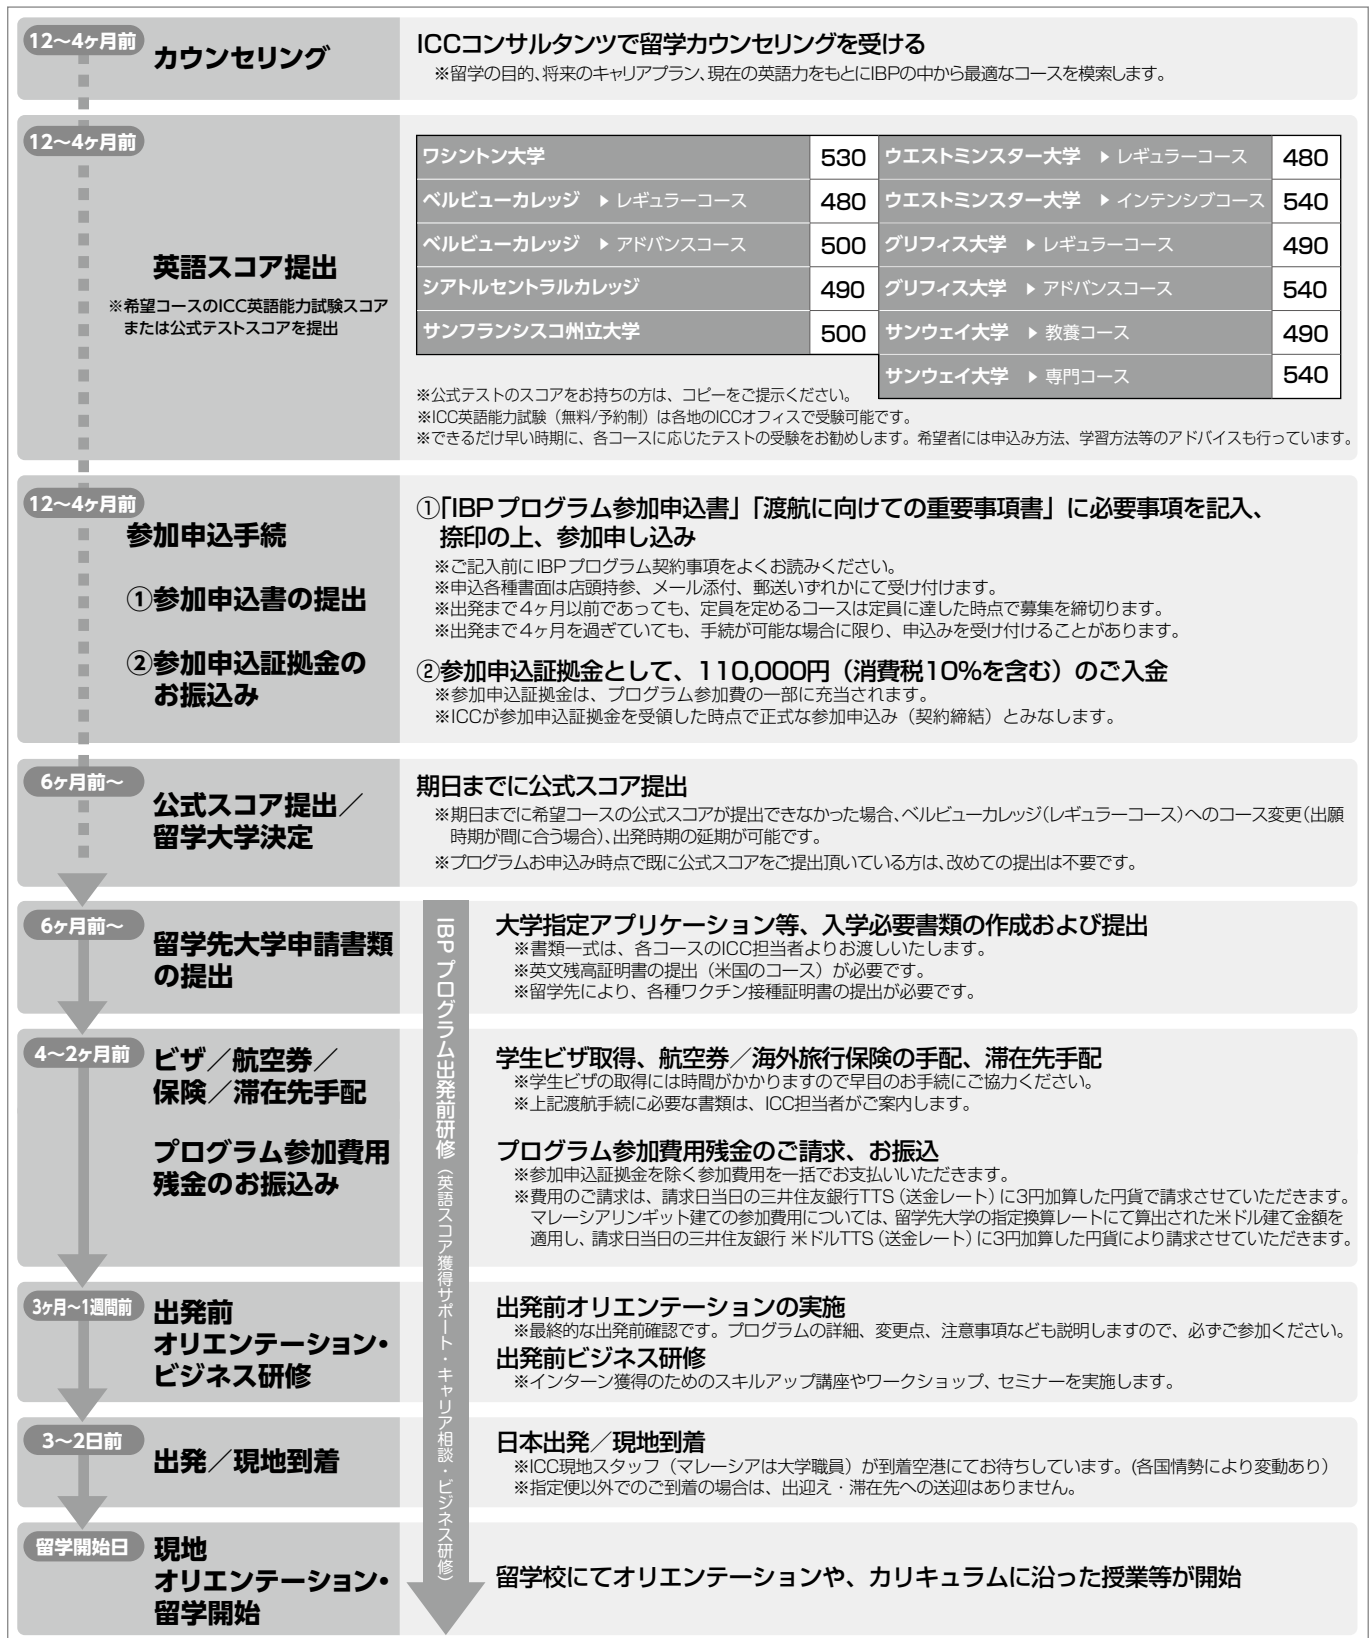 12～4ヶ月前
カウンセリング
ICCコンサルタンツで留学カウンセリングを受ける
※留学の目的、将来のキャリアプラン、現在の英語力をもとにIBPの中から最適なコースを模索します。
12～4ヶ月前
英語スコア提出
※希望コースのICC英語能力試験スコア
または公式テストスコアを提出
ワシントン大学 530
ベルビューカレッジ ▶ レギュラーコース 480
ベルビューカレッジ ▶ アドバンスコース 500
シアトルセントラルカレッジ 490
サンフランシスコ州立大学 500
ウエストミンスター大学 ▶ レギュラーコース 480
ウエストミンスター大学 ▶ インテンシブコース 540
グリフィス大学 ▶ レギュラーコース 490
グリフィス大学 ▶ アドバンスコース 540
サンウェイ大学 ▶ 教養コース 490
サンウェイ大学 ▶ 専門コース 540
※公式テストのスコアをお持ちの方は、コピーをご提示ください。
※ICC英語能力試験（無料/予約制）は各地のICCオフィスで受験可能です。
※できるだけ早い時期に、各コースに応じたテストの受験をお勧めします。希望者には申込み方法、学習方法等のアドバイスも行っています。
12～4ヶ月前
参加申込手続
①参加申込書の提出
②参加申込証拠金の
お振込み
①「IBPプログラム参加申込書」「渡航に向けての重要事項書」に必要事項を記入、
捺印の上、参加申し込み
※ご記入前にIBPプログラム契約事項をよくお読みください。
※申込各種書面は店頭持参、メール添付、郵送いずれかにて受け付けます。
※出発まで4ヶ月以前であっても、定員を定めるコースは定員に達した時点で募集を締切ります。
※出発まで4ヶ月を過ぎていても、手続が可能な場合に限り、申込みを受け付けることがあります。
②参加申込証拠金として、110,000円（消費税10%を含む）のご入金
※参加申込証拠金は、プログラム参加費の一部に充当されます。
※ICCが参加申込証拠金を受領した時点で正式な参加申込み（契約締結）とみなします。
6ヶ月前～
公式スコア提出／
留学大学決定
期日までに公式スコア提出
※期日までに希望コースの公式スコアが提出できなかった場合、ベルビューカレッジ（レギュラーコース）へのコース変更（出願
時期が間に合う場合）、出発時期の延期が可能です。
※プログラムお申込み時点で既に公式スコアをご提出頂いている方は、改めての提出は不要です。
IBP プログラム出発前研修（英語スコア獲得サポート・キャリア相談・ビジネス研修）
6ヶ月前～
留学先大学申請書類
の提出
大学指定アプリケーション等、入学必要書類の作成および提出
※書類一式は、各コースのICC担当者よりお渡しいたします。
※英文残高証明書の提出（米国のコース）が必要です。
※留学先により、各種ワクチン接種証明書の提出が必要です。
4～2ヶ月前
ビザ／航空券／
保険／滞在先手配
プログラム参加費用
残金のお振込み
学生ビザ取得、航空券／海外旅行保険の手配、滞在先手配
※学生ビザの取得には時間がかかりますので早目のお手続にご協力ください。
※上記渡航手続に必要な書類は、ICC担当者がご案内します。
プログラム参加費用残金のご請求、お振込
※参加申込証拠金を除く参加費用を一括でお支払いいただきます。
※費用のご請求は、請求日当日の三井住友銀行TTS（送金レート）に3円加算した円貨で請求させていただきます。
マレーシアリンギット建ての参加費用については、留学先大学の指定換算レートにて算出された米ドル建て金額を
適用し、請求日当日の三井住友銀行 米ドルTTS（送金レート）に3円加算した円貨により請求させていただきます。
3ヶ月～1週間前
出発前
オリエンテーション・
ビジネス研修
出発前オリエンテーションの実施
※最終的な出発前確認です。プログラムの詳細、変更点、注意事項なども説明しますので、必ずご参加ください。
出発前ビジネス研修
※インターン獲得のためのスキルアップ講座やワークショップ、セミナーを実施します。
3～2日前
出発／現地到着
日本出発／現地到着
※ICC現地スタッフ（マレーシアは大学職員）が到着空港にてお待ちしています。(各国情勢により変動あり）
※指定便以外でのご到着の場合は、出迎え・滞在先への送迎はありません。
留学開始日
現地
オリエンテーション・
留学開始
留学校にてオリエンテーションや、カリキュラムに沿った授業等が開始